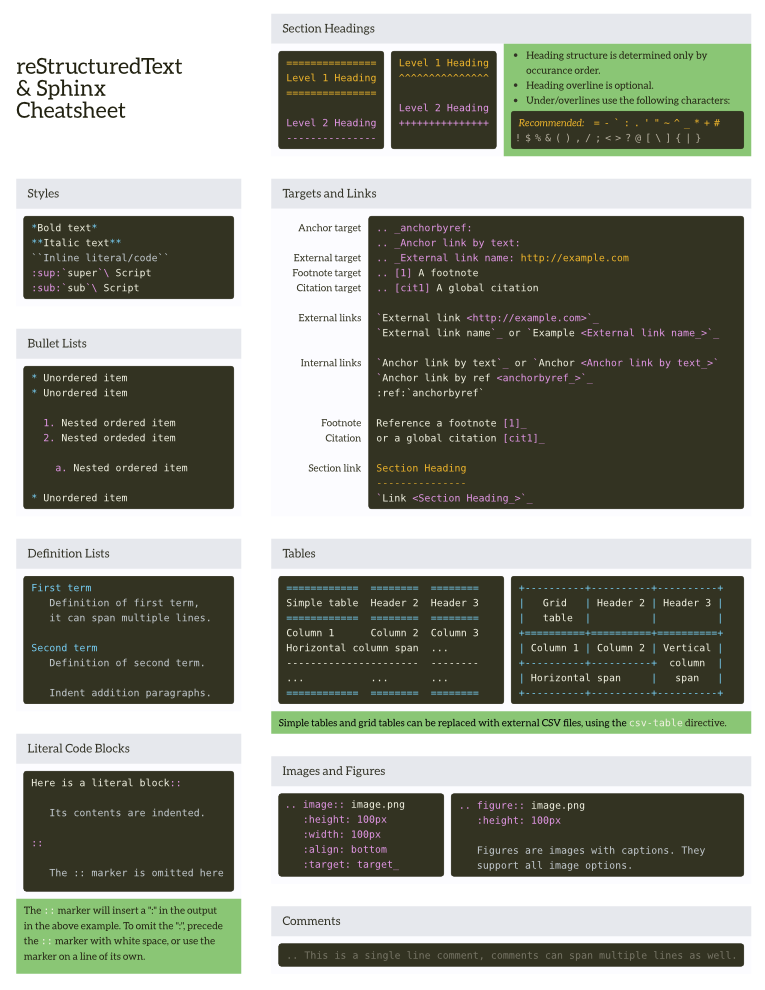 reStructuredText
& Sphinx
Cheatsheet
Section Headings
===============
Level 1 Heading
===============
Level 2 Heading
---------------
Level 1 Heading
^^^^^^^^^^^^^^^
Level 2 Heading
+++++++++++++++
• Heading structure is determined only by
occurance order.
• Heading overline is optional.
• Under/overlines use the following characters:
Recommended: = - ` : . ' " ~ ^ _ * + #
! $ % & ( ) , / ; < > ? @ [ \ ] { | }
Styles
*Bold text*
**Italic text**
``Inline literal/code``
:sup:`super`\ Script
:sub:`sub`\ Script
Bullet Lists
* Unordered item
* Unordered item
1. Nested ordered item
2. Nested ordeded item
a. Nested ordered item
* Unordered item
Targets and Links
Anchor target .. _anchorbyref:
.. _Anchor link by text:
External target .. _External link name: http://example.com
Footnote target .. [1] A footnote
Citation target .. [cit1] A global citation
External links `External link <http://example.com>`_
`External link name`_ or `Example <External link name_>`_
Internal links `Anchor link by text`_ or `Anchor <Anchor link by text_>`
`Anchor link by ref <anchorbyref_>`_
:ref:`anchorbyref`
Footnote Reference a footnote [1]_
Citation or a global citation [cit1]_
Section link Section Heading
---------------
`Link <Section Heading_>`_
Definition Lists
First term
Definition of first term,
it can span multiple lines.
Second term
Definition of second term.
Indent addition paragraphs.
Tables
============  ========  ========
Simple table  Header 2  Header 3
============  ========  ========
Column 1      Column 2  Column 3
Horizontal column span  ...
----------------------  --------
...           ...       ...
============  ========  ========
+----------+----------+----------+
|   Grid   | Header 2 | Header 3 |
|   table  |          |          |
+==========+==========+==========+
| Column 1 | Column 2 | Vertical |
+----------+----------+  column  |
| Horizontal span     |   span   |
+----------+----------+----------+
Simple tables and grid tables can be replaced with external CSV files, using the csv-table directive.
Literal Code Blocks
Here is a literal block::
Its contents are indented.
::
The :: marker is omitted here
The :: marker will insert a ":" in the output
in the above example. To omit the ":", precede
the :: marker with white space, or use the
marker on a line of its own.
Images and Figures
.. image:: image.png
:height: 100px
:width: 100px
:align: bottom
:target: target_
.. figure:: image.png
:height: 100px
Figures are images with captions. They
support all image options.
Comments
.. This is a single line comment, comments can span multiple lines as well.